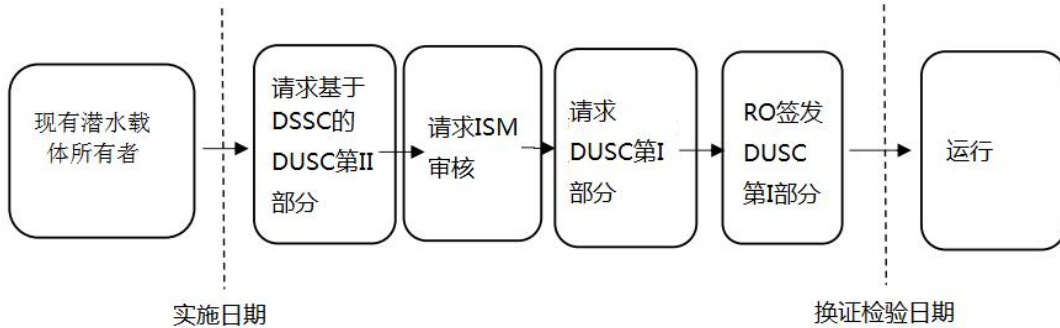 现有潜水载
体所有者
请求基于
DSSC的
DUSC第II
部分
请求ISM
审核
请求
DUSC第I
部分
RO签发
DUSC
第I部分
运行
实施日期
换证检验日期